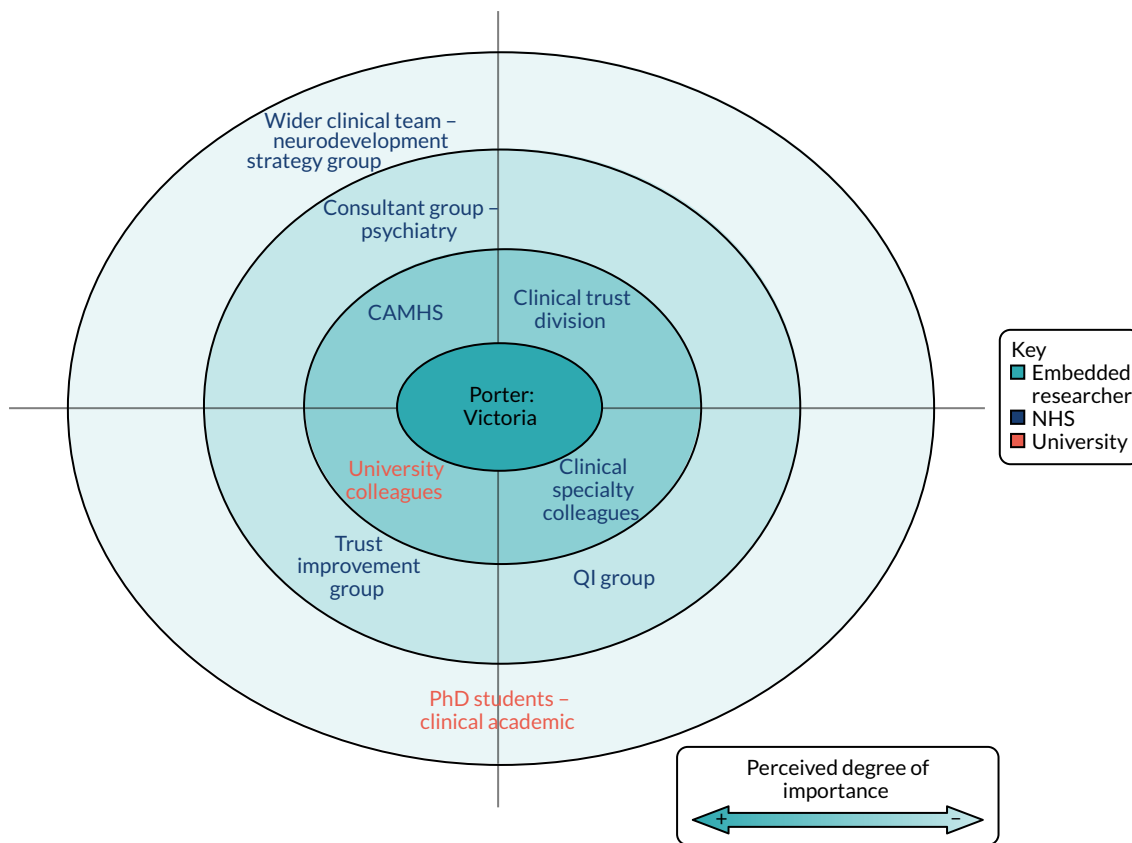 Wider clinical team –
neurodevelopment
strategy group
Consultant group –
psychiatry
CAMHS
Clinical trust
division
Porter:
Victoria
University
colleagues
Clinical
specialty
colleagues
Trust
improvement
group
QI group
PhD students –
clinical academic
Key
Embedded
researcher
NHS
University
Perceived degree of
importance
+ –